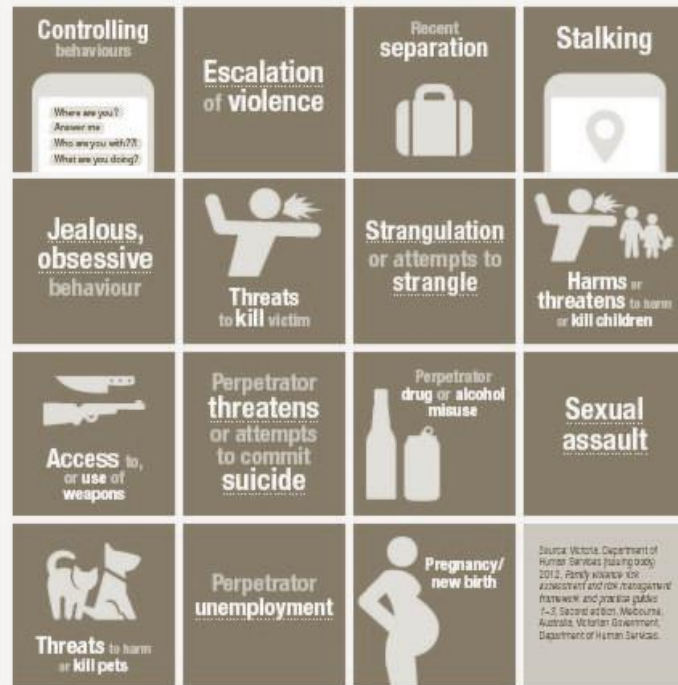 Controlling
behaviours
Where are you?
Answer me
Who are you with??!
What are you doing?
Escalation
of violence
Recent
separation
Stalking
Jealous,
obsessive
behaviour
Threats
to kill victim
Strangulation
or attempts to
strangle
Harms or
threatens to harm
or kill children
Access to,
or use of
weapons
Perpetrator
threatens
or attempts
to commit
suicide
Perpetrator
drug or alcohol
misuse
Sexual
assault
Threats to harm
or kill pets
Perpetrator
unemployment
Pregnancy/
new birth
Source: Victoria. Department of
Human Services (issuing body)
2012, Family violence risk
assessment and risk management
framework and practice guides
1–3, Second edition, Melbourne,
Australia, Victorian Government,
Department of Human Services.